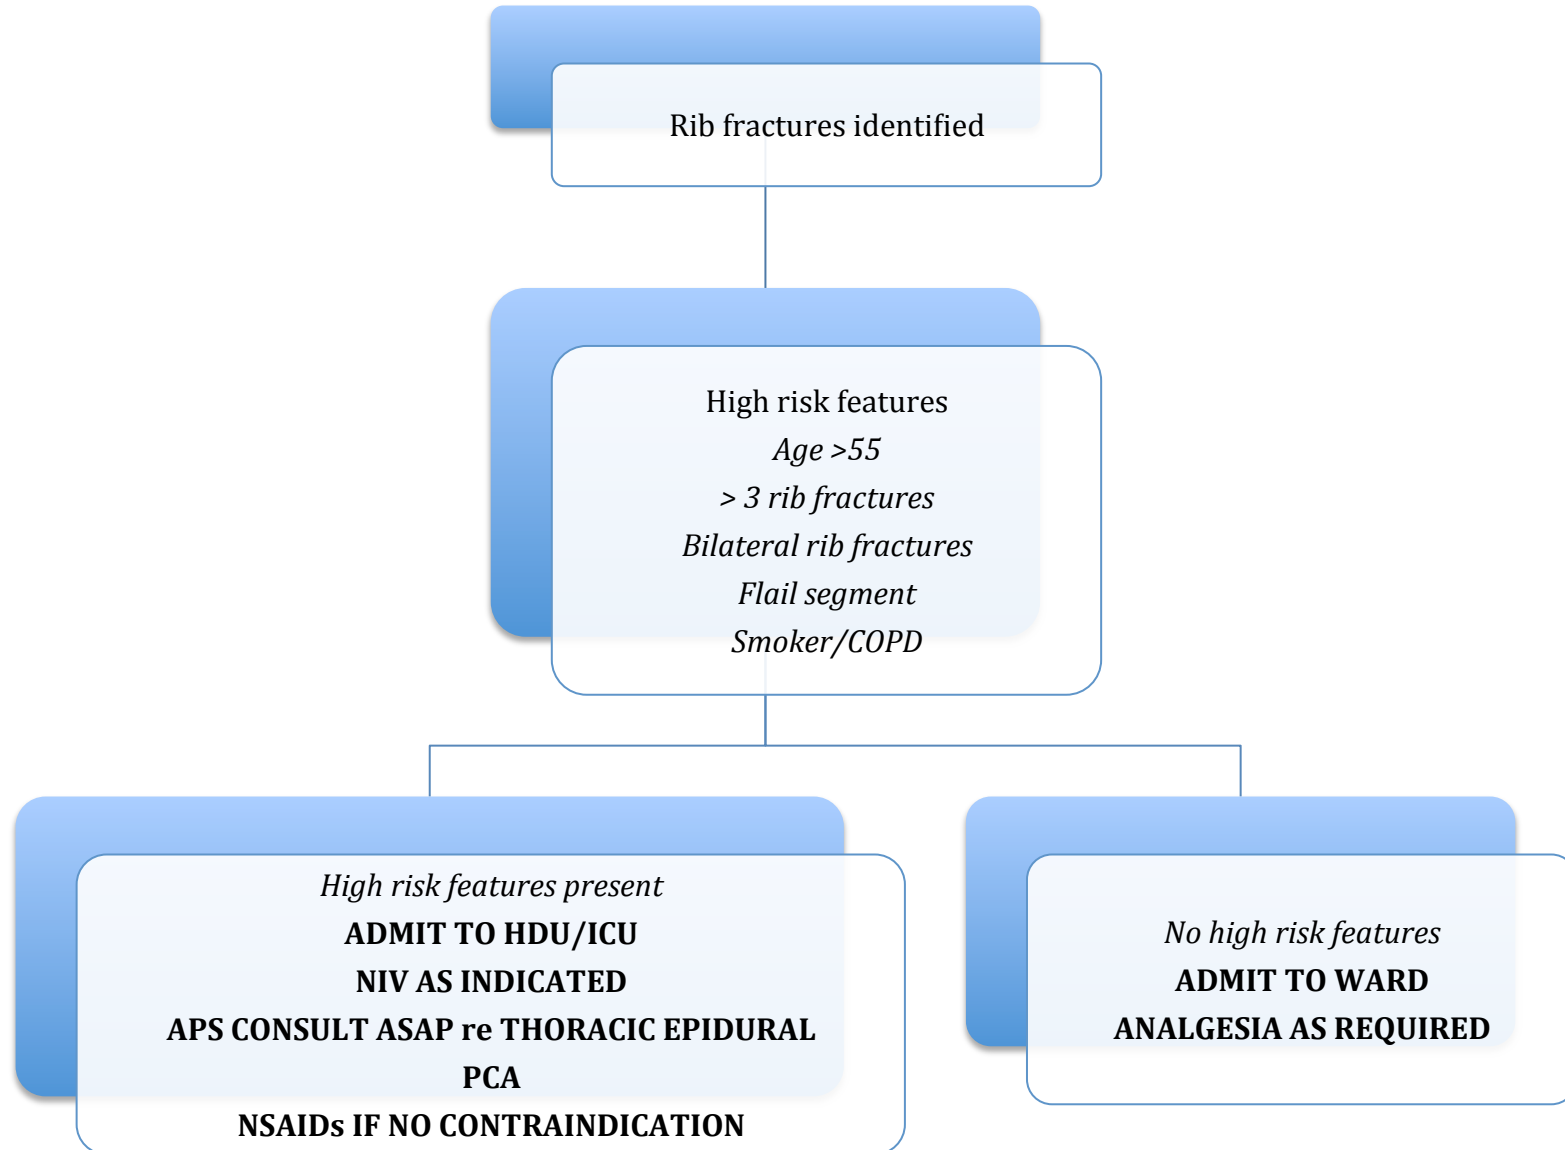 Rib fractures identified
High risk features
Age >55
> 3 rib fractures
Bilateral rib fractures
Flail segment
Smoker/COPD
High risk features present
ADMIT TO HDU/ICU
NIV AS INDICATED
APS CONSULT ASAP re THORACIC EPIDURAL
PCA
NSAIDs IF NO CONTRAINDICATION
No high risk features
ADMIT TO WARD
ANALGESIA AS REQUIRED